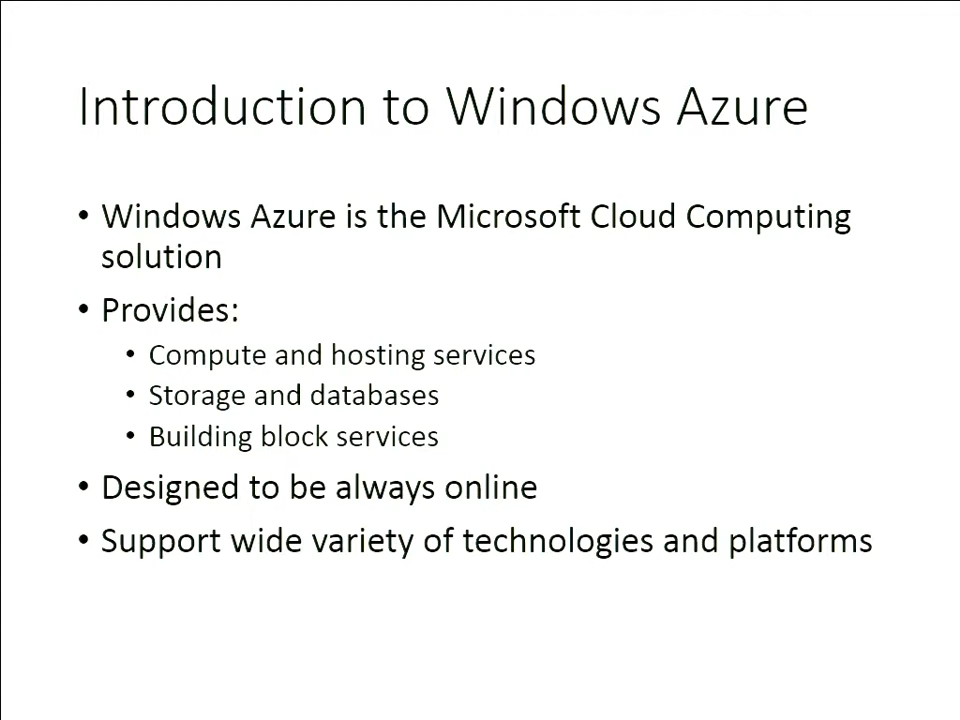 Introduction to Windows Azure
• Windows Azure is the Microsoft Cloud Computing
solution
• Provides:
• Compute and hosting services
• Storage and databases
• Building block services
• Designed to be always online
• Support wide variety of technologies and platforms